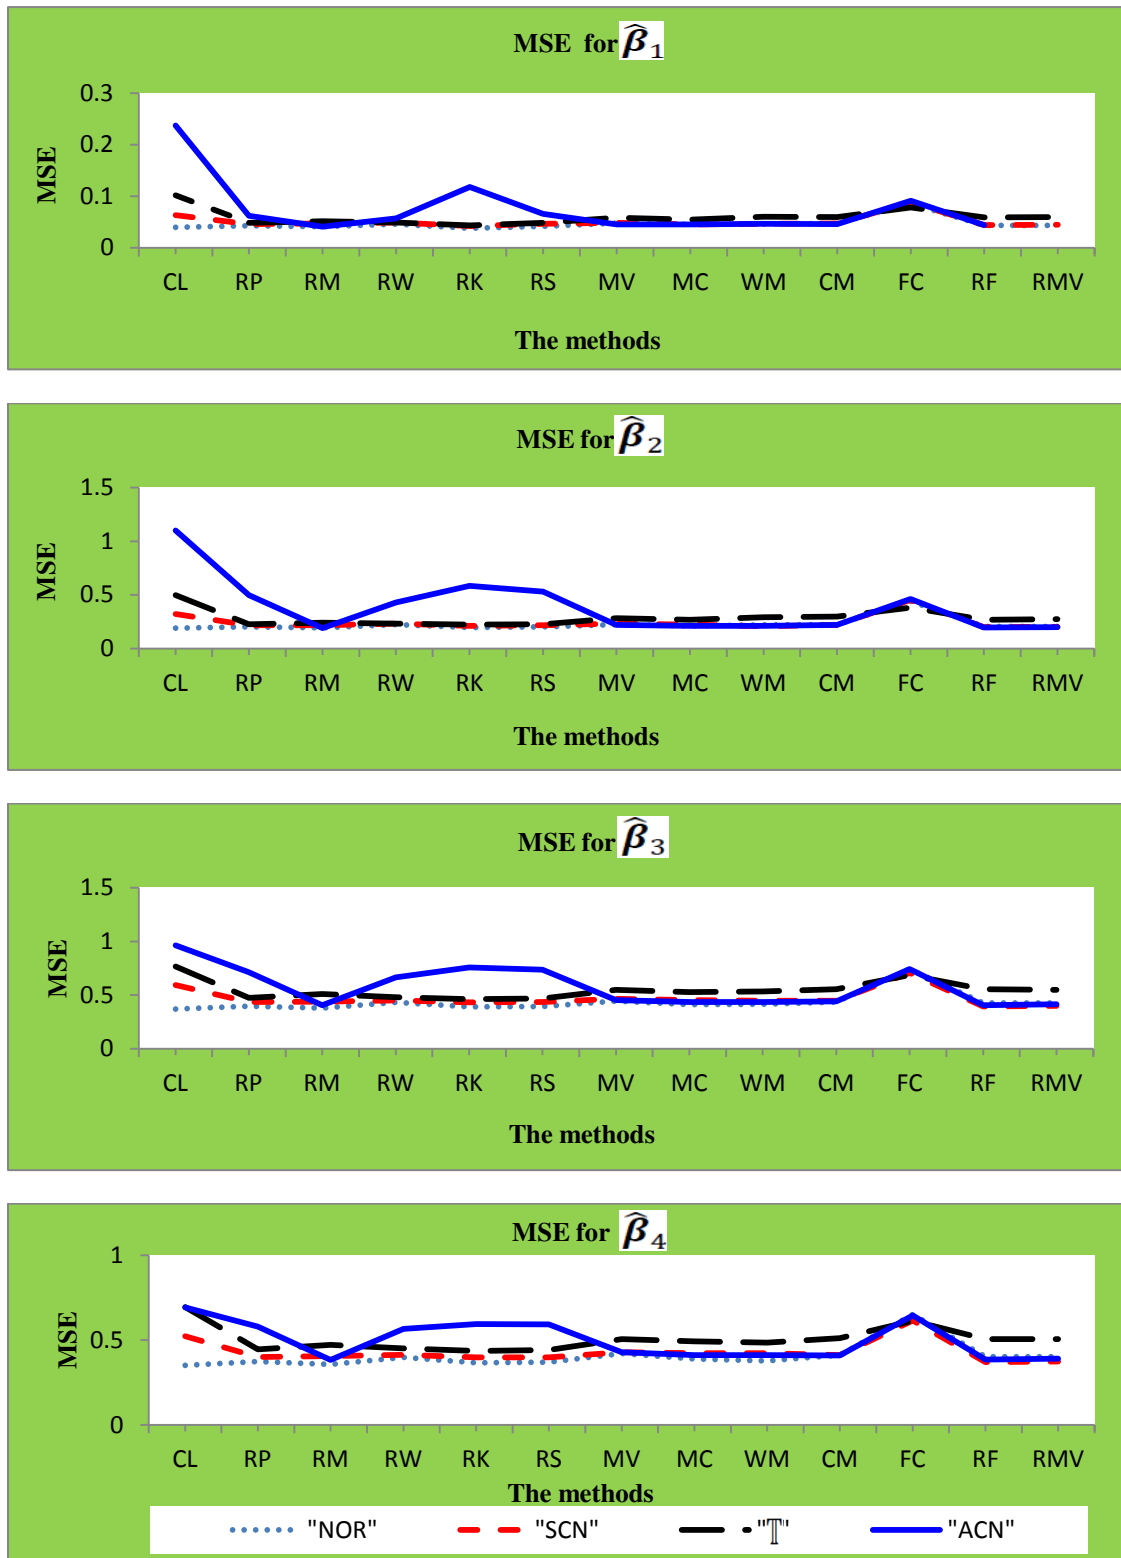 MSE for β̂₁
0.3
0.2
0.1
0
MSE
CL RP RM RW RK RS MV MC WM CM FC RF RMV
The methods
MSE for β̂₂
1.5
1
0.5
0
MSE
CL RP RM RW RK RS MV MC WM CM FC RF RMV
The methods
MSE for β̂₃
1.5
1
0.5
0
MSE
CL RP RM RW RK RS MV MC WM CM FC RF RMV
The methods
MSE for β̂₄
1
0.5
0
MSE
CL RP RM RW RK RS MV MC WM CM FC RF RMV
The methods
"NOR" "SCN" "𝕋" "ACN"